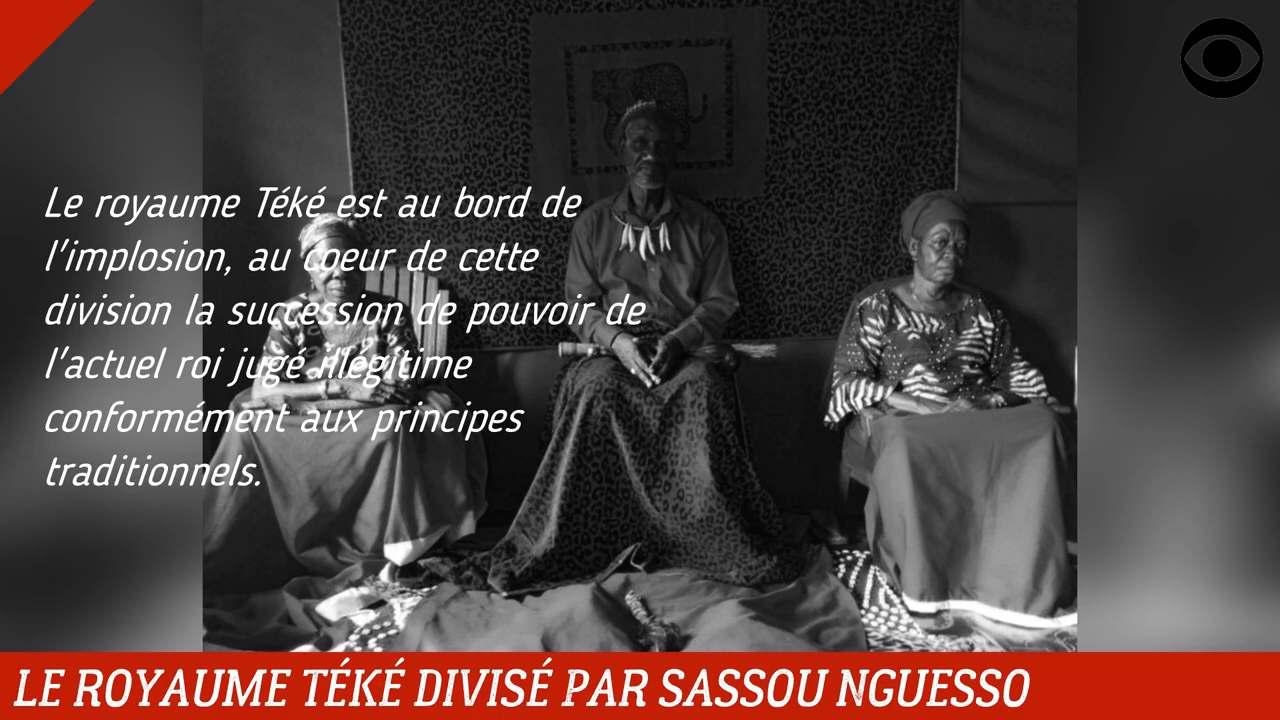 Le royaume Téké est au bord de
l'implosion, au coeur de cette
division la succession de pouvoir de
l'actuel roi jugé illégitime
conformément aux principes
traditionnels.
LE ROYAUME TÉKÉ DIVISÉ PAR SASSOU NGUESSO